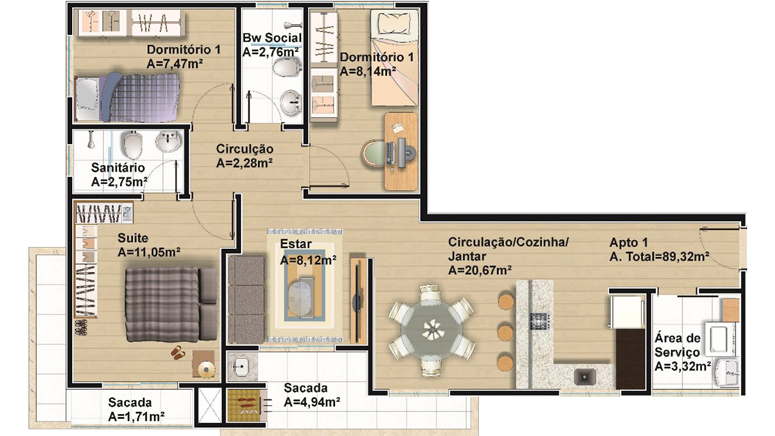 Dormitório 1
A=7,47m²
Bw Social
A=2,76m²
Dormitório 1
A=8,14m²
Circulção
A=2,28m²
Sanitário
A=2,75m²
Suite
A=11,05m²
Estar
A=8,12m²
Circulação/Cozinha/
Jantar
A=20,67m²
Apto 1
A. Total=89,32m²
Área de
Serviço
A=3,32m²
Sacada
A=1,71m²
Sacada
A=4,94m²